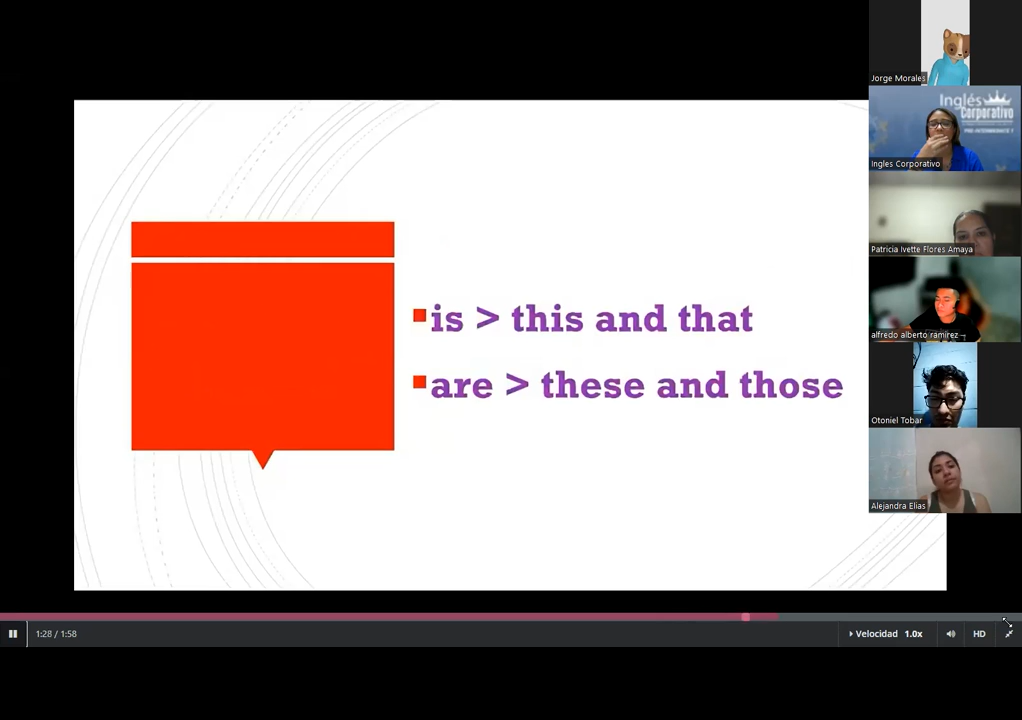 Jorge Morales
Inglés
Corporativo
Ingles Corporativo
Patricia Ivette Flores Amaya
is > this and that
alfredo alberto ramirez
are > these and those
Otoniel Tobar
Alejandra Elias
1:28 / 1:58
Velocidad 1.0x
HD